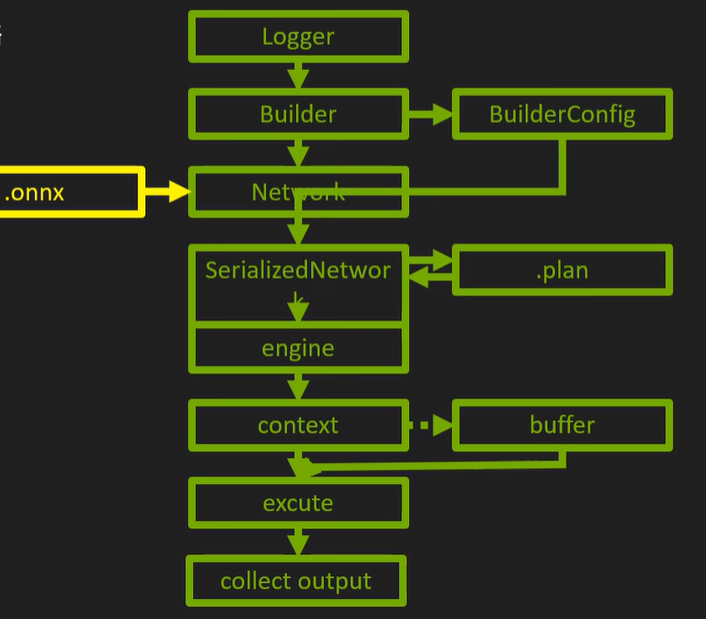 Logger
Builder
BuilderConfig
.onnx
Network
SerializedNetwor
k
.plan
engine
context
buffer
excute
collect output